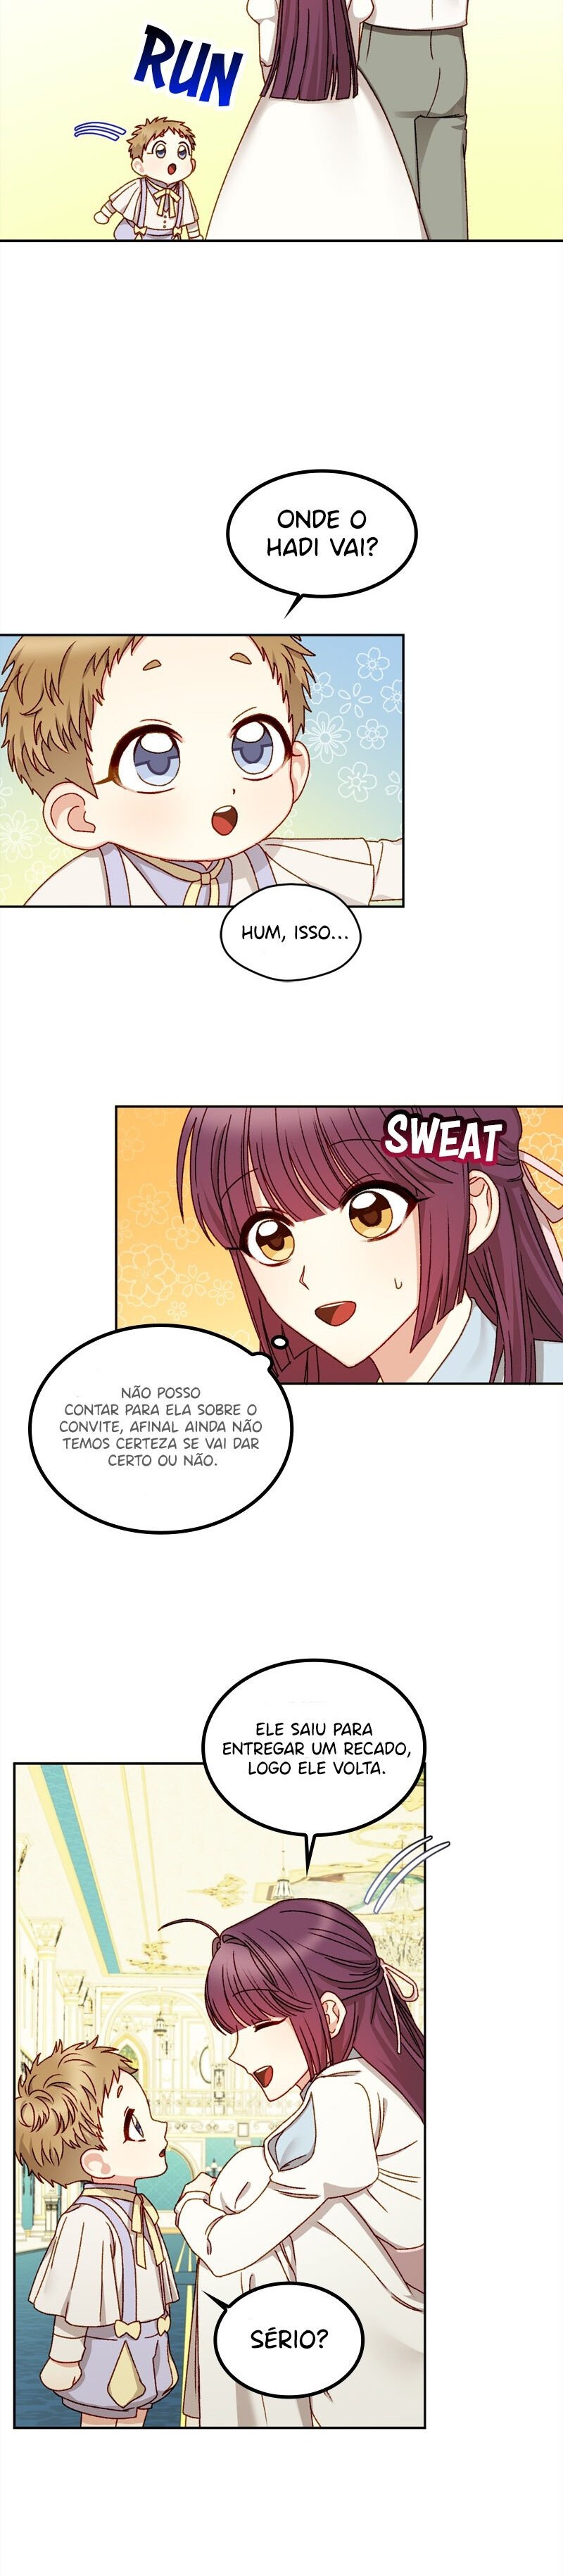 RUN
ONDE O
HADI VAI?
HUM, ISSO...
SWEAT
NÃO POSSO
CONTAR PARA ELA SOBRE O
CONVITE, AFINAL AINDA NÃO
TEMOS CERTEZA SE VAI DAR
CERTO OU NÃO.
ELE SAIU PARA
ENTREGAR UM RECADO,
LOGO ELE VOLTA.
SÉRIO?